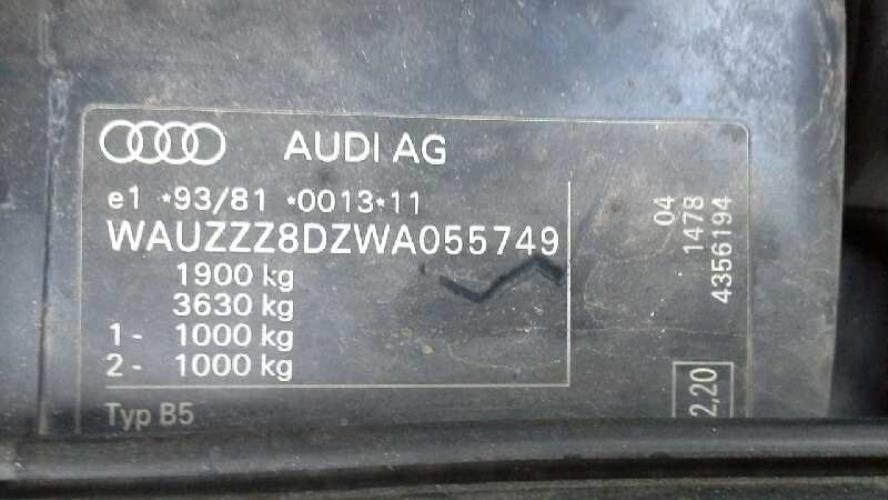 AUDI AG
e1 *93/81 *0013*11
WAUZZZ8DZWA055749
1900 kg
3630 kg
1- 1000 kg
2- 1000 kg
Typ B5
04
1478
4356194
2,20